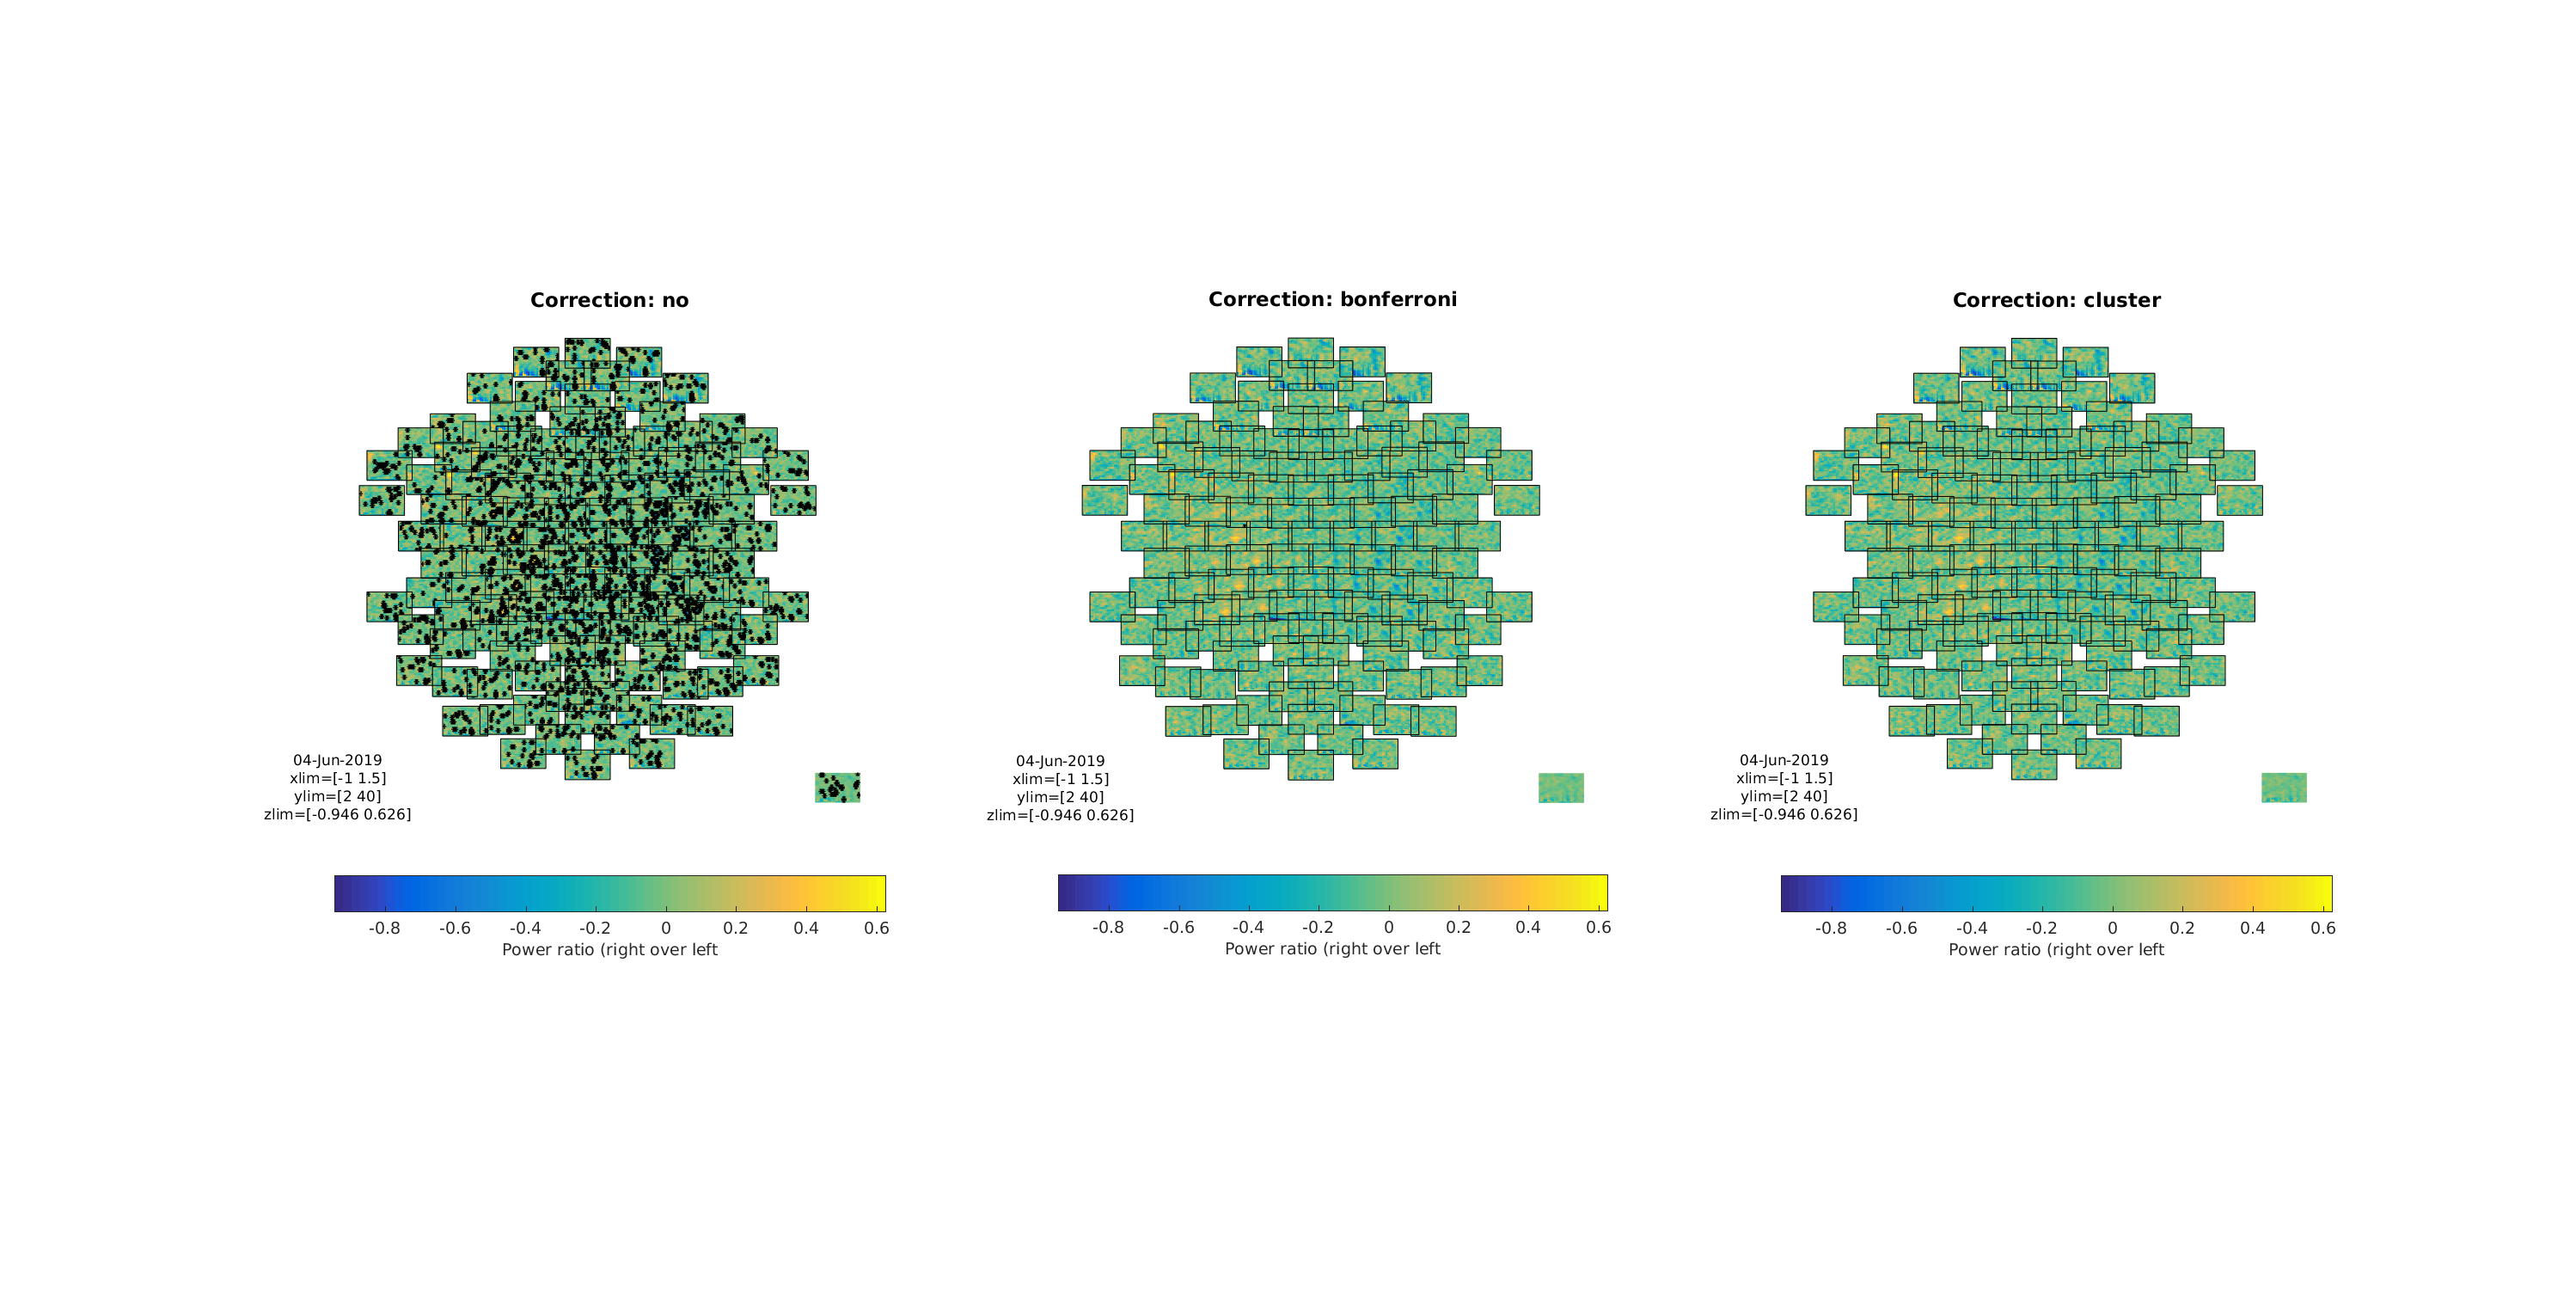 Correction: no
04-Jun-2019
xlim=[-1 1.5]
ylim=[2 40]
zlim=[-0.946 0.626]
-0.8 -0.6 -0.4 -0.2 0 0.2 0.4 0.6
Power ratio (right over left
Correction: bonferroni
04-Jun-2019
xlim=[-1 1.5]
ylim=[2 40]
zlim=[-0.946 0.626]
-0.8 -0.6 -0.4 -0.2 0 0.2 0.4 0.6
Power ratio (right over left
Correction: cluster
04-Jun-2019
xlim=[-1 1.5]
ylim=[2 40]
zlim=[-0.946 0.626]
-0.8 -0.6 -0.4 -0.2 0 0.2 0.4 0.6
Power ratio (right over left